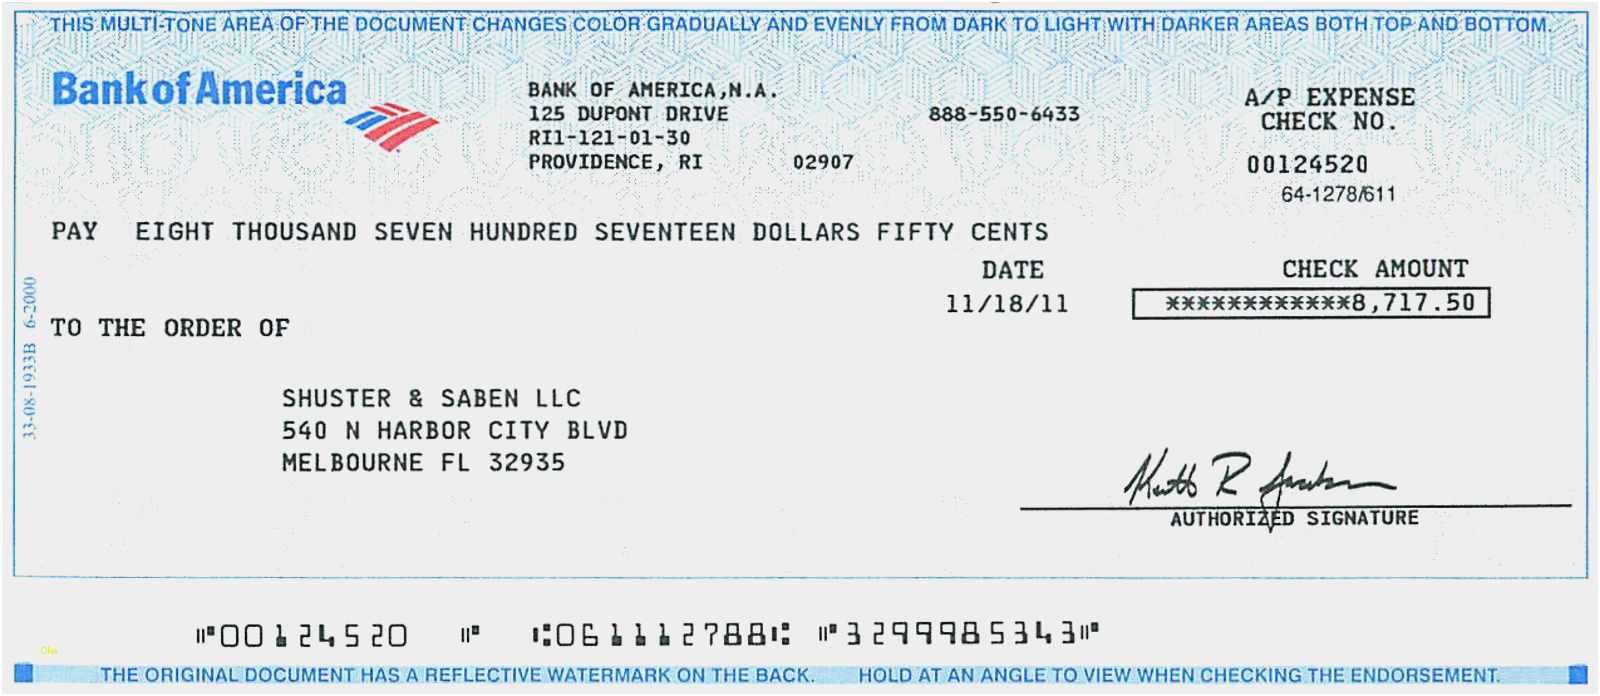 THIS MULTI-TONE AREA OF THE DOCUMENT CHANGES COLOR GRADUALLY AND EVENLY FROM DARK TO LIGHT WITH DARKER AREAS BOTH TOP AND BOTTOM.
Bank of America
BANK OF AMERICA,N.A.
125 DUPONT DRIVE
RI1-121-01-30
PROVIDENCE, RI 02907
888-550-6433
A/P EXPENSE
CHECK NO.
00124520
64-1278/611
PAY EIGHT THOUSAND SEVEN HUNDRED SEVENTEEN DOLLARS FIFTY CENTS
DATE
11/18/11
CHECK AMOUNT
************8,717.50
TO THE ORDER OF
33-08-1933B 6-2000
SHUSTER & SABEN LLC
540 N HARBOR CITY BLVD
MELBOURNE FL 32935
AUTHORIZED SIGNATURE
⑈00124520 ⑈ ⑆061112788⑆ ⑈3299985343⑈
THE ORIGINAL DOCUMENT HAS A REFLECTIVE WATERMARK ON THE BACK. HOLD AT AN ANGLE TO VIEW WHEN CHECKING THE ENDORSEMENT.